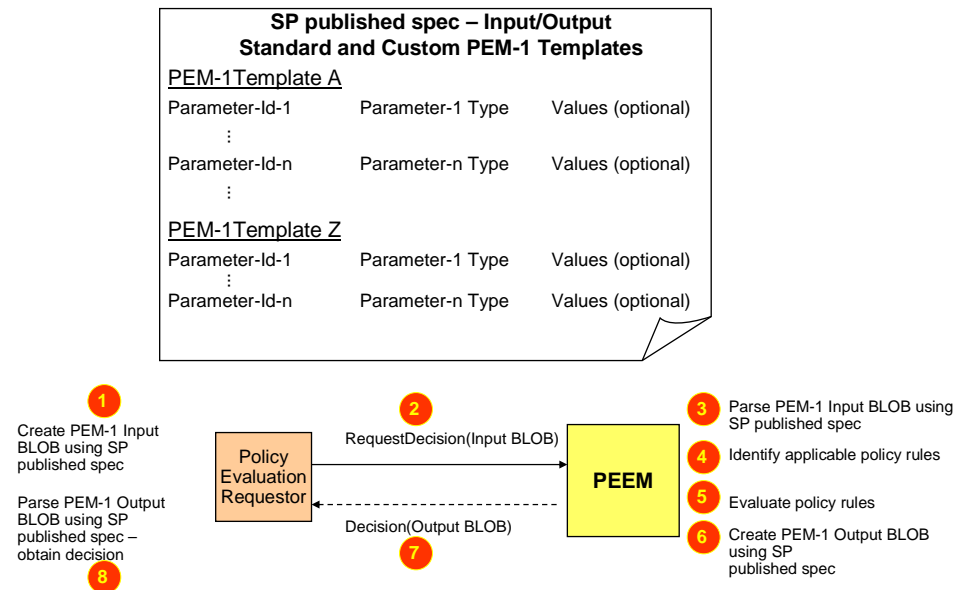 SP published spec – Input/Output
Standard and Custom PEM-1 Templates
PEM-1Template A
Parameter-Id-1 Parameter-1 Type Values (optional)
⋮
Parameter-Id-n Parameter-n Type Values (optional)
⋮
PEM-1Template Z
Parameter-Id-1 Parameter-1 Type Values (optional)
⋮
Parameter-Id-n Parameter-n Type Values (optional)
1
Create PEM-1 Input
BLOB using SP
published spec
Parse PEM-1 Output
BLOB using SP
published spec –
obtain decision
8
Policy
Evaluation
Requestor
2
RequestDecision(Input BLOB)
Decision(Output BLOB)
7
PEEM
3 Parse PEM-1 Input BLOB using
SP published spec
4 Identify applicable policy rules
5 Evaluate policy rules
6 Create PEM-1 Output BLOB
using SP
published spec